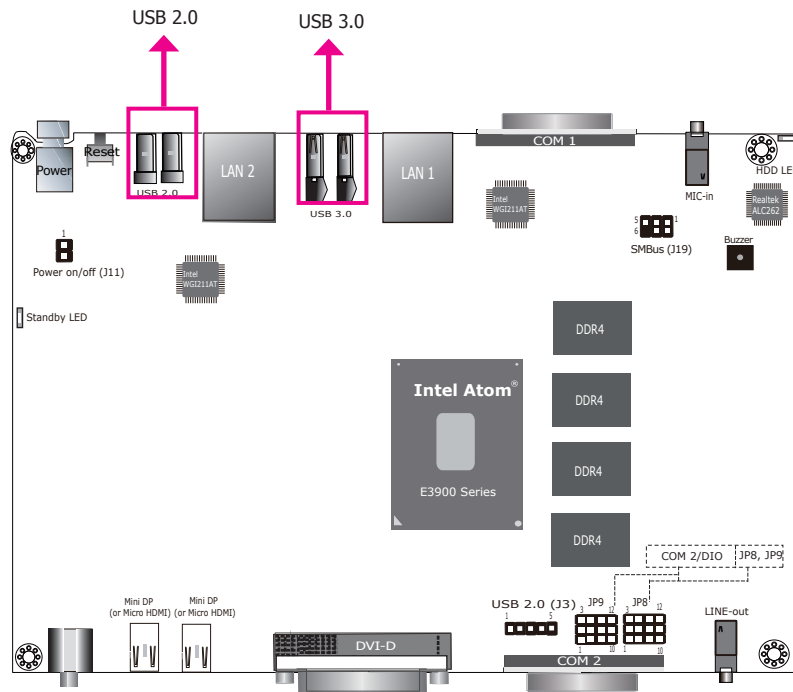 USB 2.0
USB 3.0
COM 1
Power
Reset
LAN 2
LAN 1
USB 2.0
USB 3.0
MIC-in
HDD LE
Intel
WGI211AT
Realtek
ALC262
1
Power on/off (J11)
5
1
6
SMBus (J19)
Buzzer
Intel
WGI211AT
Standby LED
DDR4
Intel Atom®
DDR4
DDR4
E3900 Series
DDR4
COM 2/DIO
JP8, JP9
Mini DP
(or Micro HDMI)
Mini DP
(or Micro HDMI)
USB 2.0 (J3)
1
5
JP9
3
12
1
10
JP8
3
12
1
10
LINE-out
DVI-D
COM 2